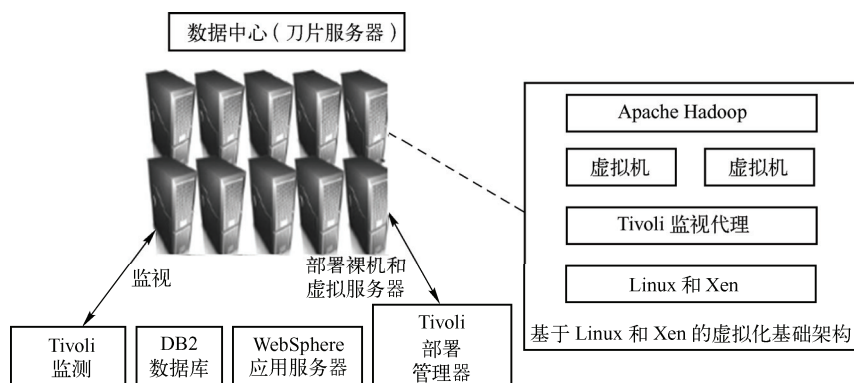 数据中心（刀片服务器）
Apache Hadoop
虚拟机
虚拟机
Tivoli 监视代理
Linux 和 Xen
基于 Linux 和 Xen 的虚拟化基础架构
监视
部署裸机和
虚拟服务器
Tivoli
监测
DB2
数据库
WebSphere
应用服务器
Tivoli
部署
管理器